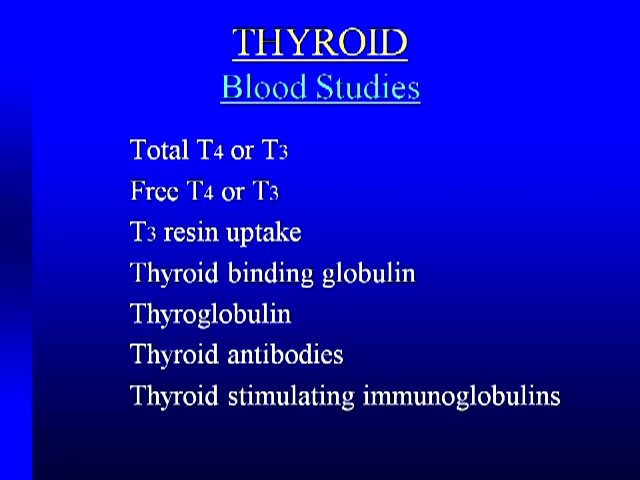 THYROID
Blood Studies
Total T4 or T3
Free T4 or T3
T3 resin uptake
Thyroid binding globulin
Thyroglobulin
Thyroid antibodies
Thyroid stimulating immunoglobulins